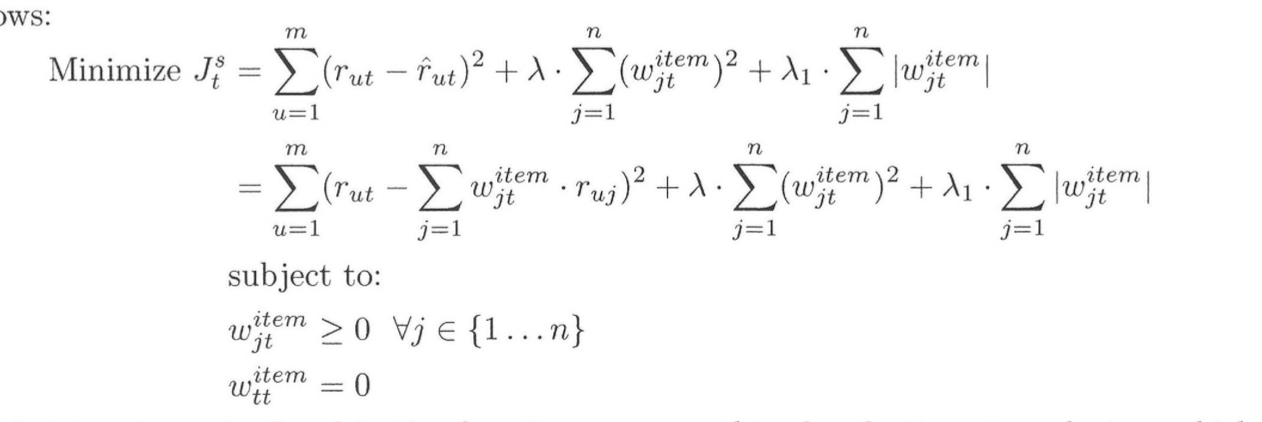 ows:
Minimize $J_t^s = \sum_{u=1}^{m} (r_{ut} - \hat{r}_{ut})^2 + \lambda \cdot \sum_{j=1}^{n} (w_{jt}^{item})^2 + \lambda_1 \cdot \sum_{j=1}^{n} |w_{jt}^{item}|$
$= \sum_{u=1}^{m} (r_{ut} - \sum_{j=1}^{n} w_{jt}^{item} \cdot r_{uj})^2 + \lambda \cdot \sum_{j=1}^{n} (w_{jt}^{item})^2 + \lambda_1 \cdot \sum_{j=1}^{n} |w_{jt}^{item}|$
subject to:
$w_{jt}^{item} \geq 0 \;\; \forall j \in \{1 \ldots n\}$
$w_{tt}^{item} = 0$